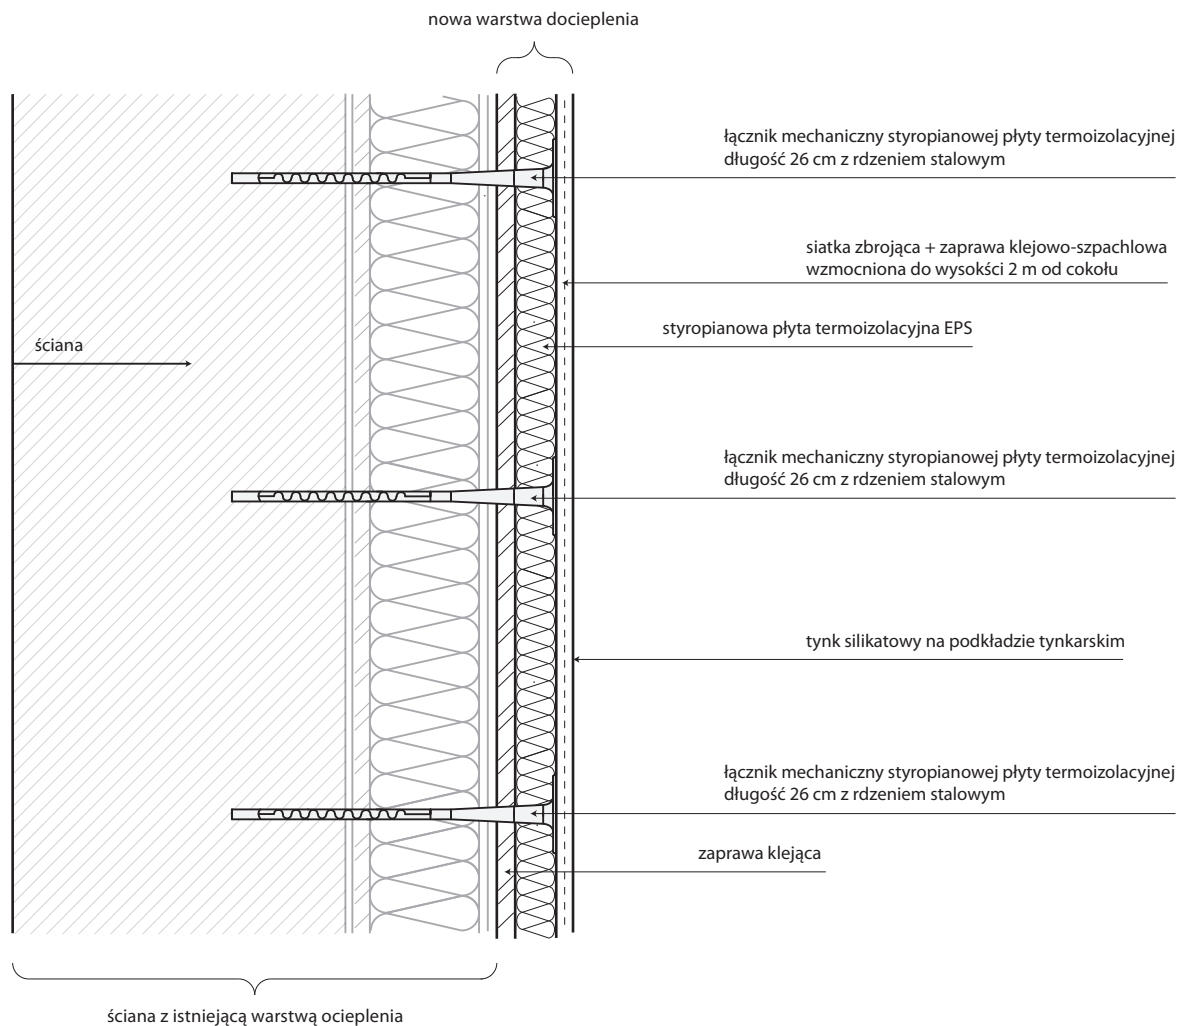 nowa warstwa docieplenia
łącznik mechaniczny styropianowej płyty termoizolacyjnej
długość 26 cm z rdzeniem stalowym
siatka zbrojąca + zaprawa klejowo-szpachlowa
wzmocniona do wysokści 2 m od cokołu
styropianowa płyta termoizolacyjna EPS
ściana
łącznik mechaniczny styropianowej płyty termoizolacyjnej
długość 26 cm z rdzeniem stalowym
tynk silikatowy na podkładzie tynkarskim
łącznik mechaniczny styropianowej płyty termoizolacyjnej
długość 26 cm z rdzeniem stalowym
zaprawa klejąca
ściana z istniejącą warstwą ocieplenia